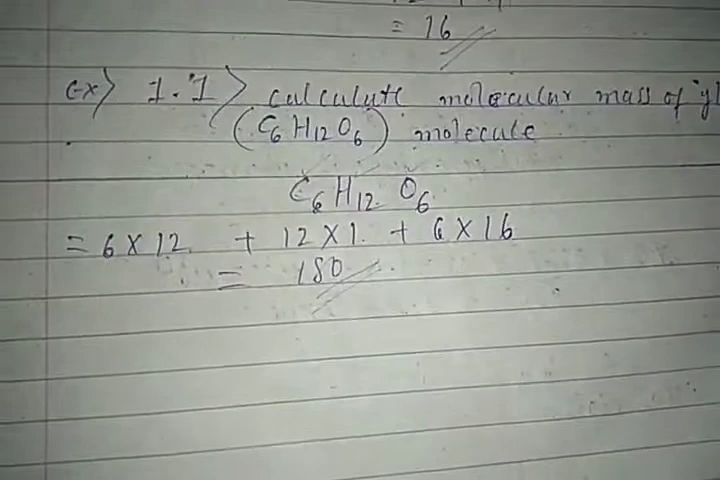 = 16
Ex) 1.1) calculate molecular mass of
(C6H12O6) molecule
C6H12O6
= 6 X 12 + 12 X 1 + 6 X 16
= 180